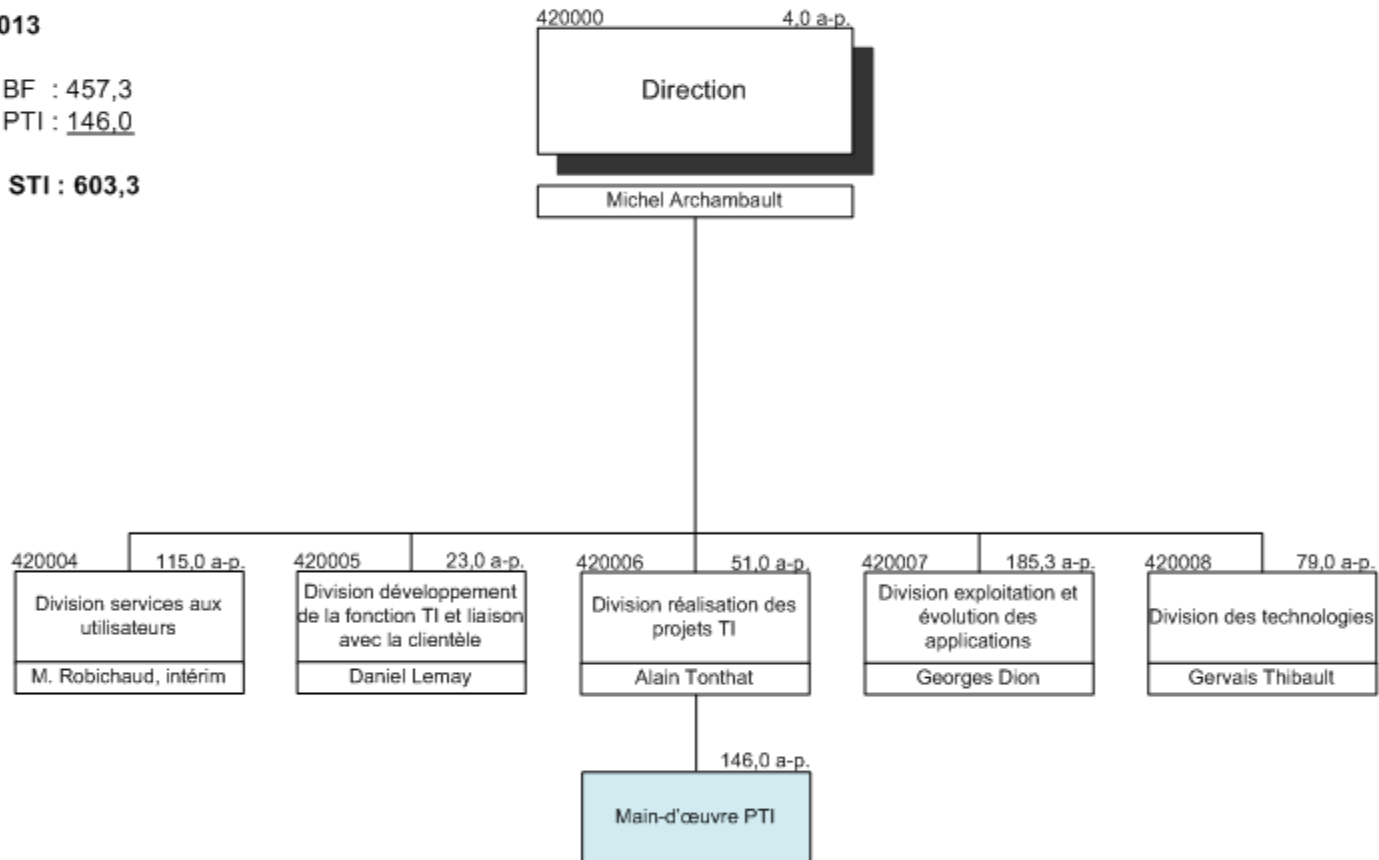 013
BF : 457,3
PTI : 146,0
STI : 603,3
420000 4,0 a-p.
Direction
Michel Archambault
420004 115,0 a-p.
Division services aux
utilisateurs
M. Robichaud, intérim
420005 23,0 a-p.
Division développement
de la fonction TI et liaison
avec la clientèle
Daniel Lemay
420006 51,0 a-p.
Division réalisation des
projets TI
Alain Tonthat
420007 185,3 a-p.
Division exploitation et
évolution des
applications
Georges Dion
420008 79,0 a-p.
Division des technologies
Gervais Thibault
146,0 a-p.
Main-d'œuvre PTI